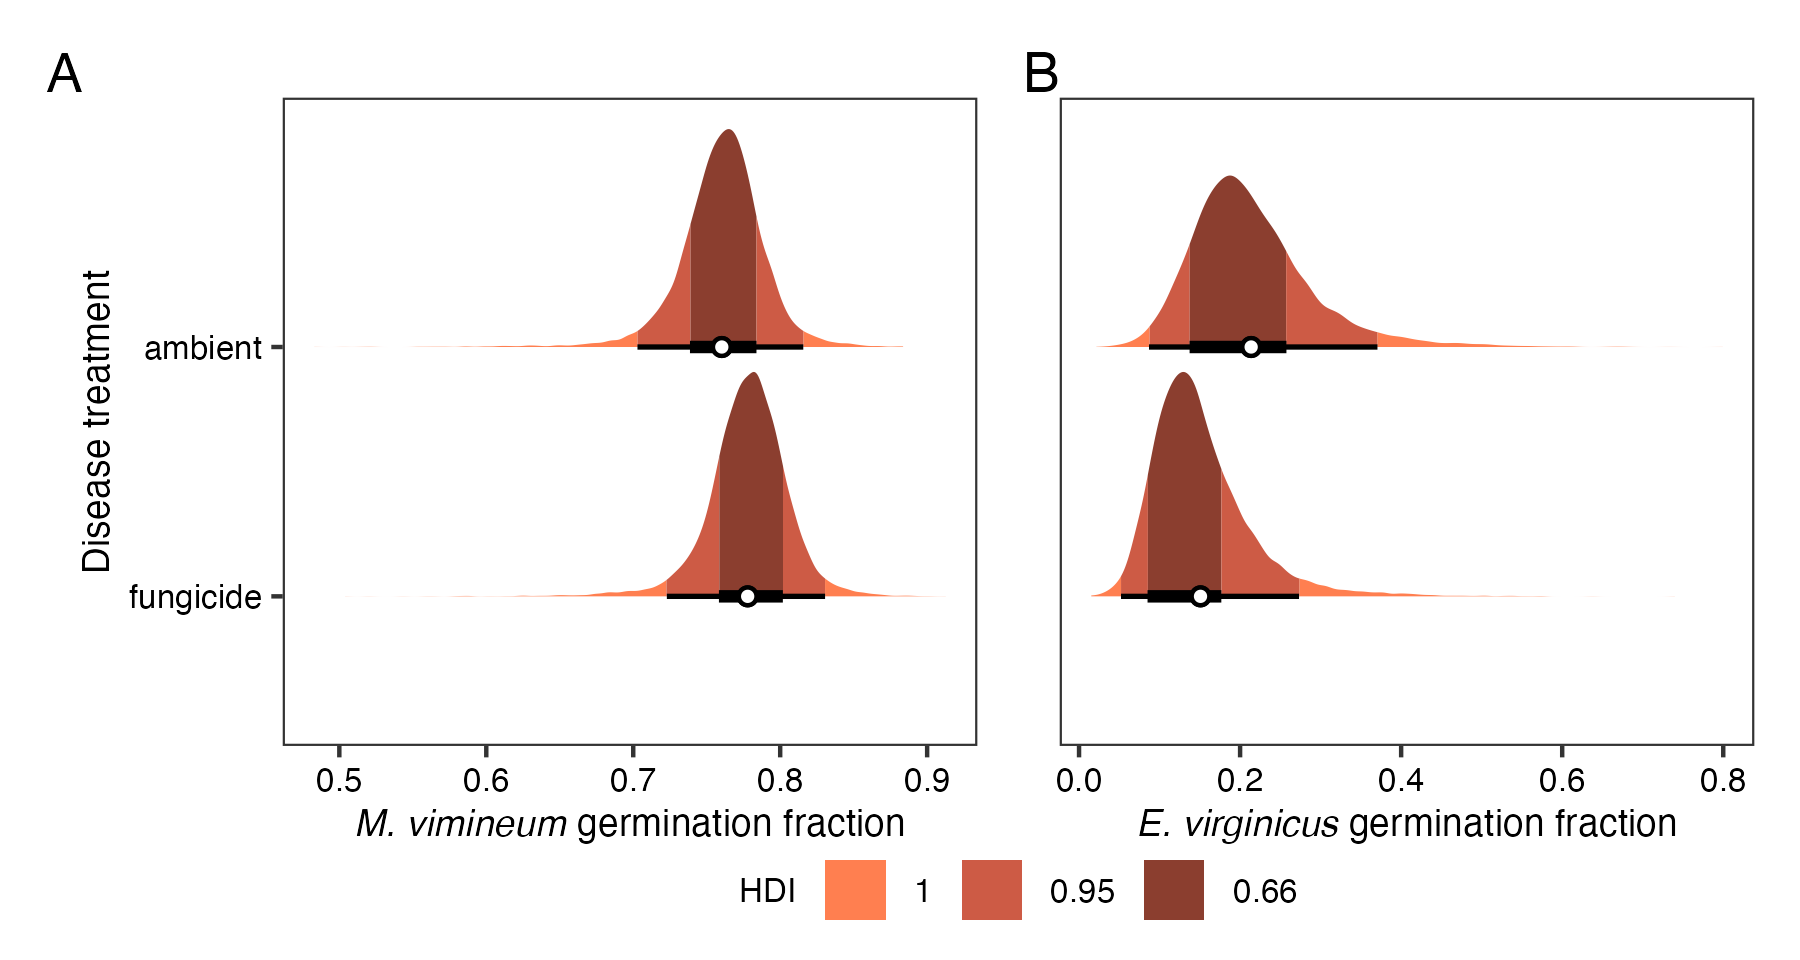 A
B
Disease treatment
ambient
fungicide
0.5 0.6 0.7 0.8 0.9
0.0 0.2 0.4 0.6 0.8
M. vimineum germination fraction
E. virginicus germination fraction
HDI 1 0.95 0.66